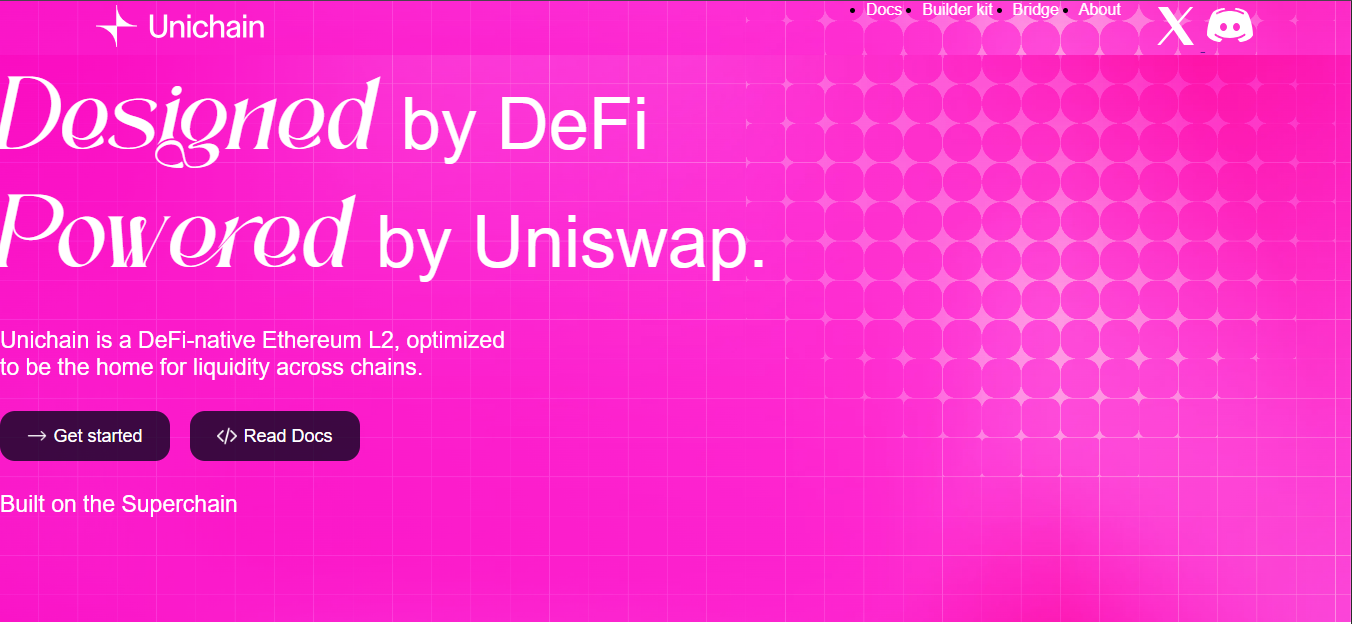 Unichain
Docs Builder kit Bridge About
Designed by DeFi
Powered by Uniswap.
Unichain is a DeFi-native Ethereum L2, optimized
to be the home for liquidity across chains.
Get started
Read Docs
Built on the Superchain